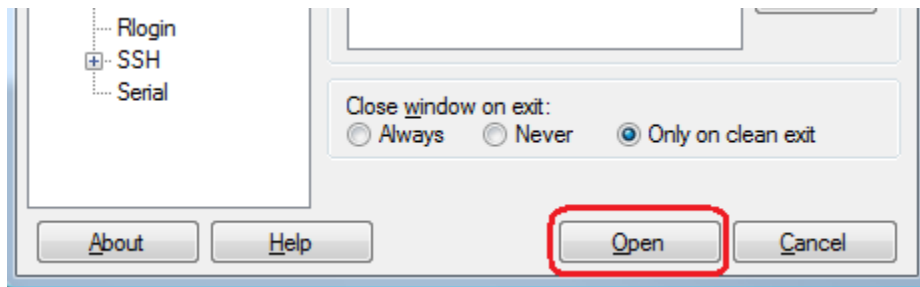 Rlogin
SSH
Serial
Close window on exit:
Always Never Only on clean exit
About Help Open Cancel